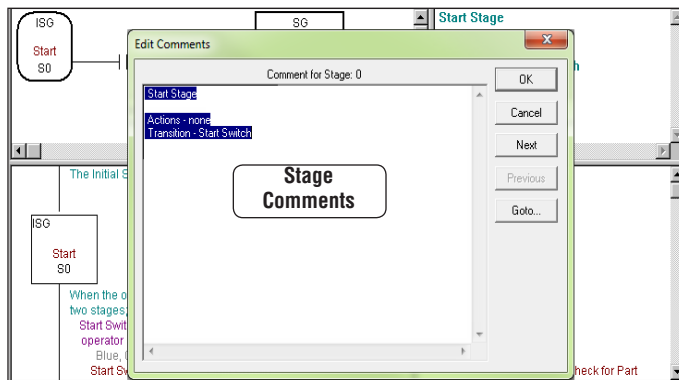 ISG
Start
S0
SG
Start Stage
Edit Comments
Comment for Stage: 0
Start Stage
Actions - none
Transition - Start Switch
Stage
Comments
OK
Cancel
Next
Previous
Goto...
The Initial
ISG
Start
S0
When the o
two stages;
Start Swit
operator
Blue,
Start
heck for Part